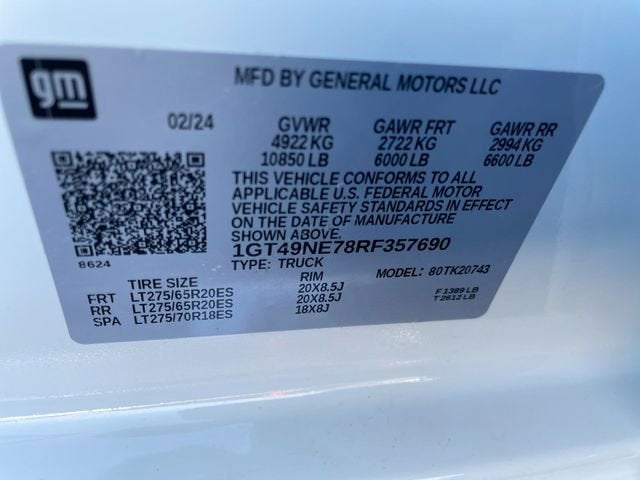 gm
MFD BY GENERAL MOTORS LLC
02/24 GVWR GAWR FRT GAWR RR
4922 KG 2722 KG 2994 KG
10850 LB 6000 LB 6600 LB
THIS VEHICLE CONFORMS TO ALL
APPLICABLE U.S. FEDERAL MOTOR
VEHICLE SAFETY STANDARDS IN EFFECT
ON THE DATE OF MANUFACTURE
SHOWN ABOVE.
8624
1GT49NE78RF357690
TYPE: TRUCK MODEL: 80TK20743
TIRE SIZE RIM
FRT LT275/65R20ES 20X8.5J F 1389 LB
RR LT275/65R20ES 20X8.5J T 2612 LB
SPA LT275/70R18ES 18X8J